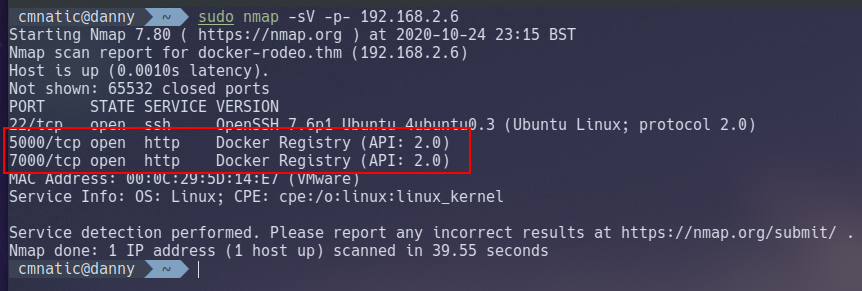 cmnatic@danny ~ sudo nmap -sV -p- 192.168.2.6
Starting Nmap 7.80 ( https://nmap.org ) at 2020-10-24 23:15 BST
Nmap scan report for docker-rodeo.thm (192.168.2.6)
Host is up (0.0010s latency).
Not shown: 65532 closed ports
PORT     STATE SERVICE VERSION
22/tcp   open  ssh     OpenSSH 7.6p1 Ubuntu 4ubuntu0.3 (Ubuntu Linux; protocol 2.0)
5000/tcp open  http    Docker Registry (API: 2.0)
7000/tcp open  http    Docker Registry (API: 2.0)
MAC Address: 00:0C:29:5D:14:E7 (VMware)
Service Info: OS: Linux; CPE: cpe:/o:linux:linux_kernel
Service detection performed. Please report any incorrect results at https://nmap.org/submit/ .
Nmap done: 1 IP address (1 host up) scanned in 39.55 seconds
cmnatic@danny ~